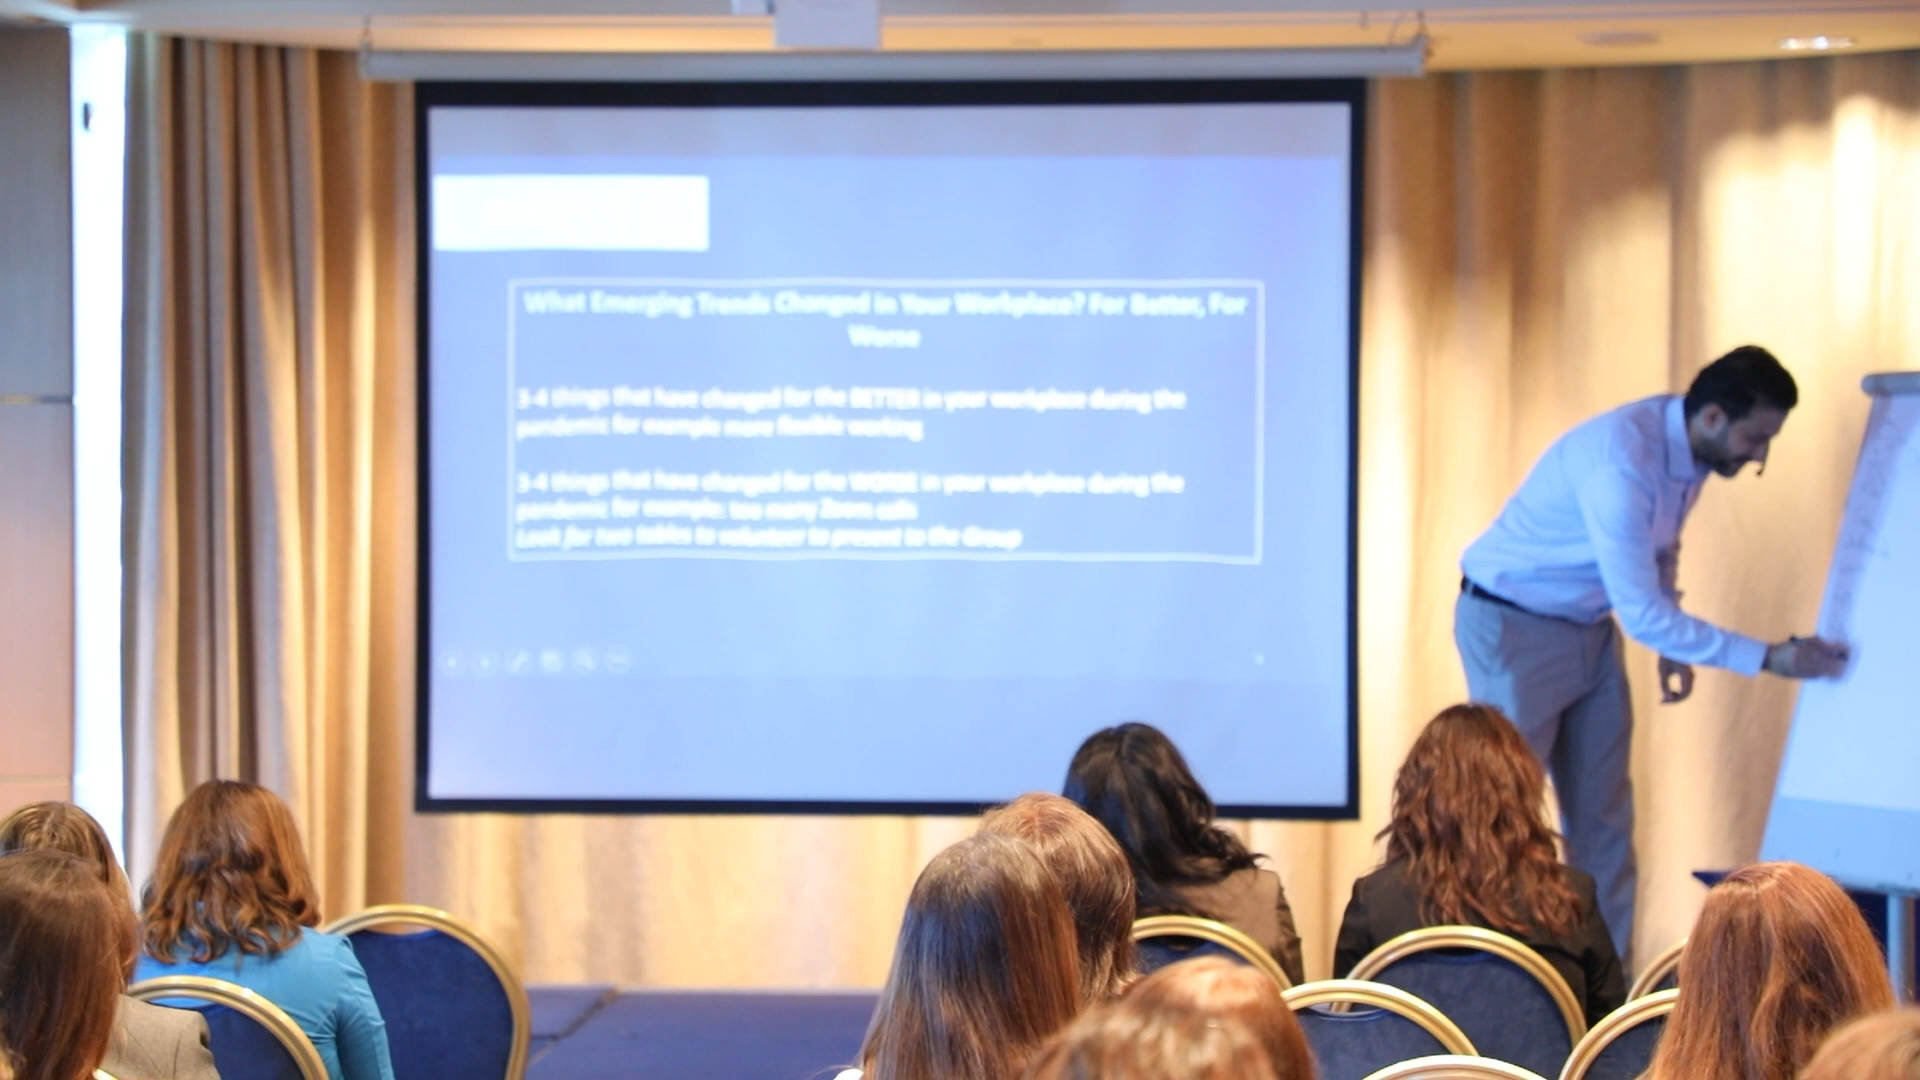 What Emerging Trends Changed in Your Workplace? For Better, For
Worse
3-4 things that have changed for the BETTER in your workplace during the
pandemic for example more flexible working
3-4 things that have changed for the WORSE in your workplace during the
pandemic for example: too many Zoom calls
Look for two tables to volunteer to present to the Group